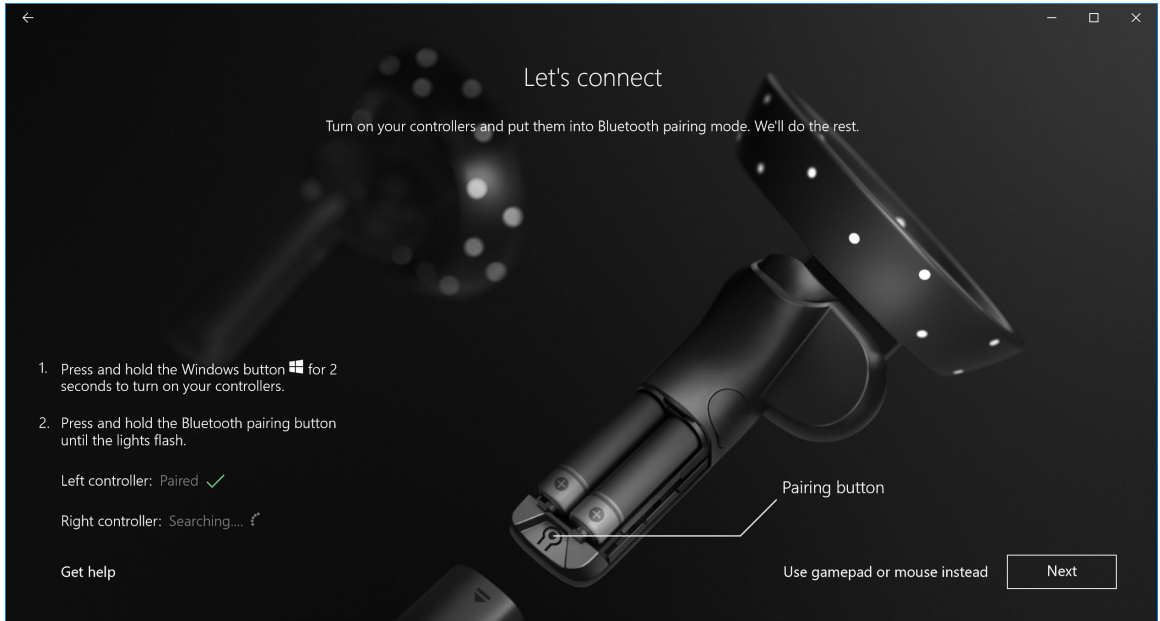 Let's connect
Turn on your controllers and put them into Bluetooth pairing mode. We'll do the rest.
1. Press and hold the Windows button for 2
seconds to turn on your controllers.
2. Press and hold the Bluetooth pairing button
until the lights flash.
Left controller: Paired
Right controller: Searching....
Pairing button
Get help
Use gamepad or mouse instead
Next